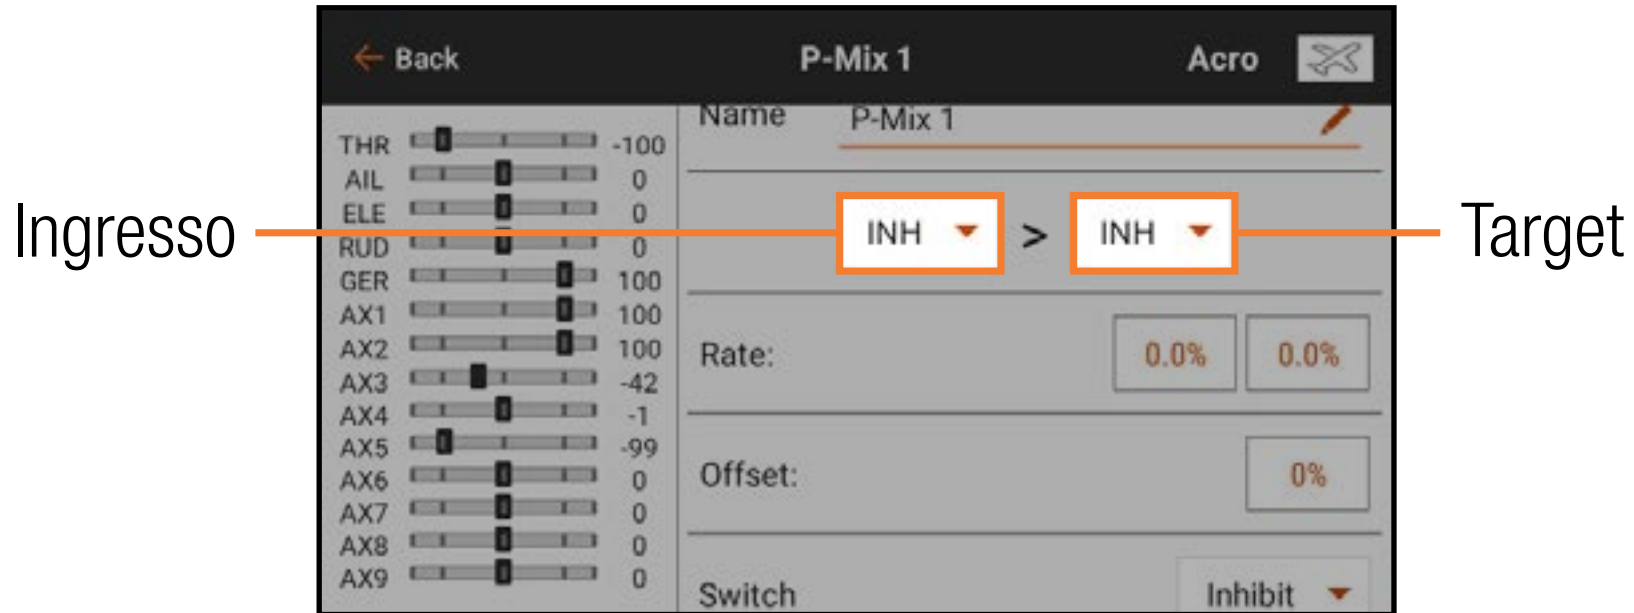 Back P-Mix 1 Acro
Name P-Mix 1
THR -100
AIL 0
ELE 0
RUD 0
GER 100
AX1 100
AX2 100
AX3 -42
AX4 -1
AX5 -99
AX6 0
AX7 0
AX8 0
AX9 0
Ingresso INH > INH Target
Rate: 0.0% 0.0%
Offset: 0%
Switch Inhibit